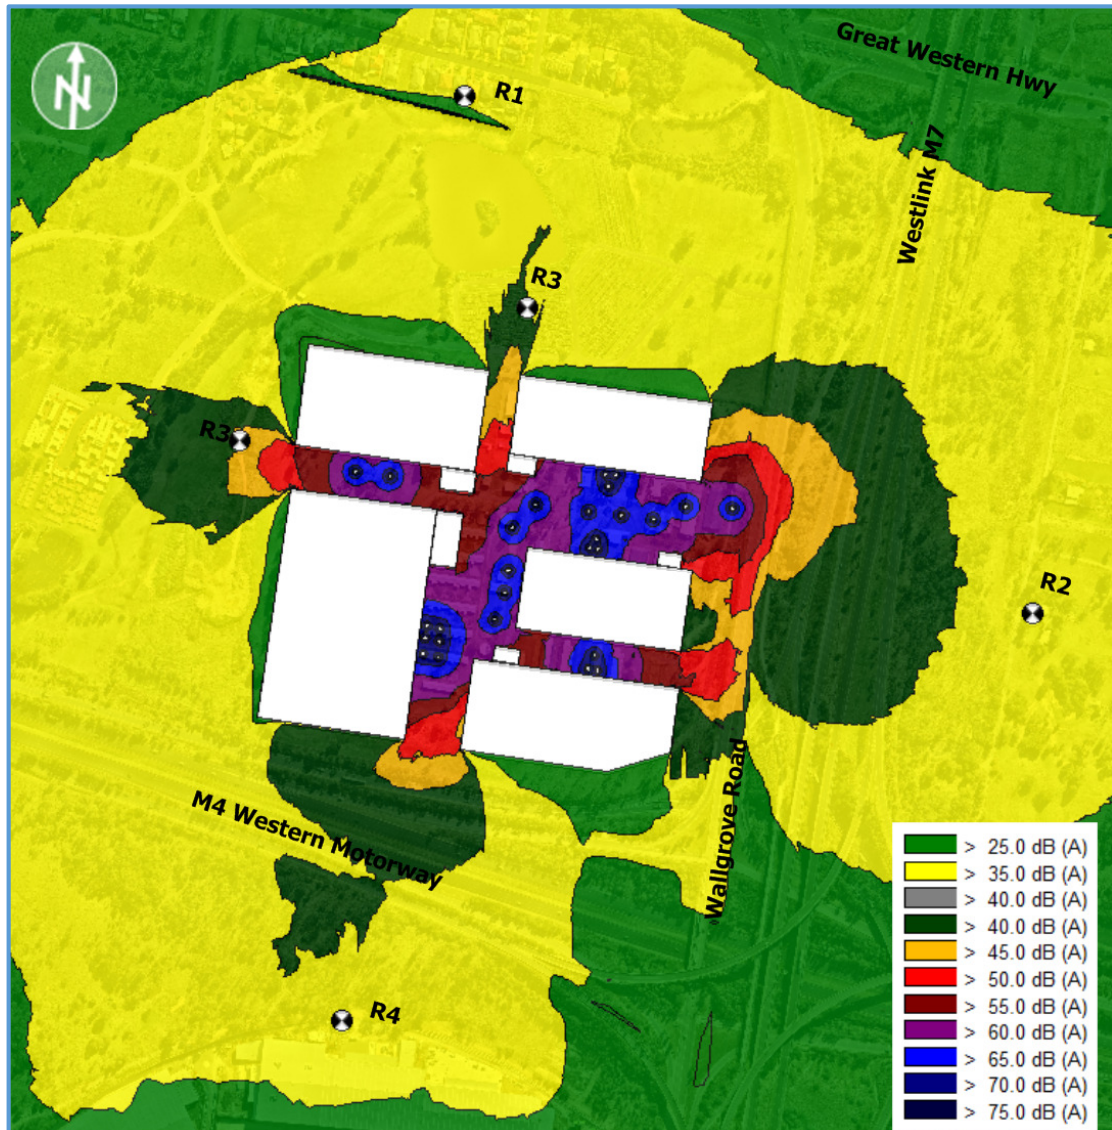 Great Western Hwy
N
R1
Westlink M7
R3
R3
R2
M4 Western Motorway
Wallgrove Road
R4
> 25.0 dB (A)
> 35.0 dB (A)
> 40.0 dB (A)
> 40.0 dB (A)
> 45.0 dB (A)
> 50.0 dB (A)
> 55.0 dB (A)
> 60.0 dB (A)
> 65.0 dB (A)
> 70.0 dB (A)
> 75.0 dB (A)